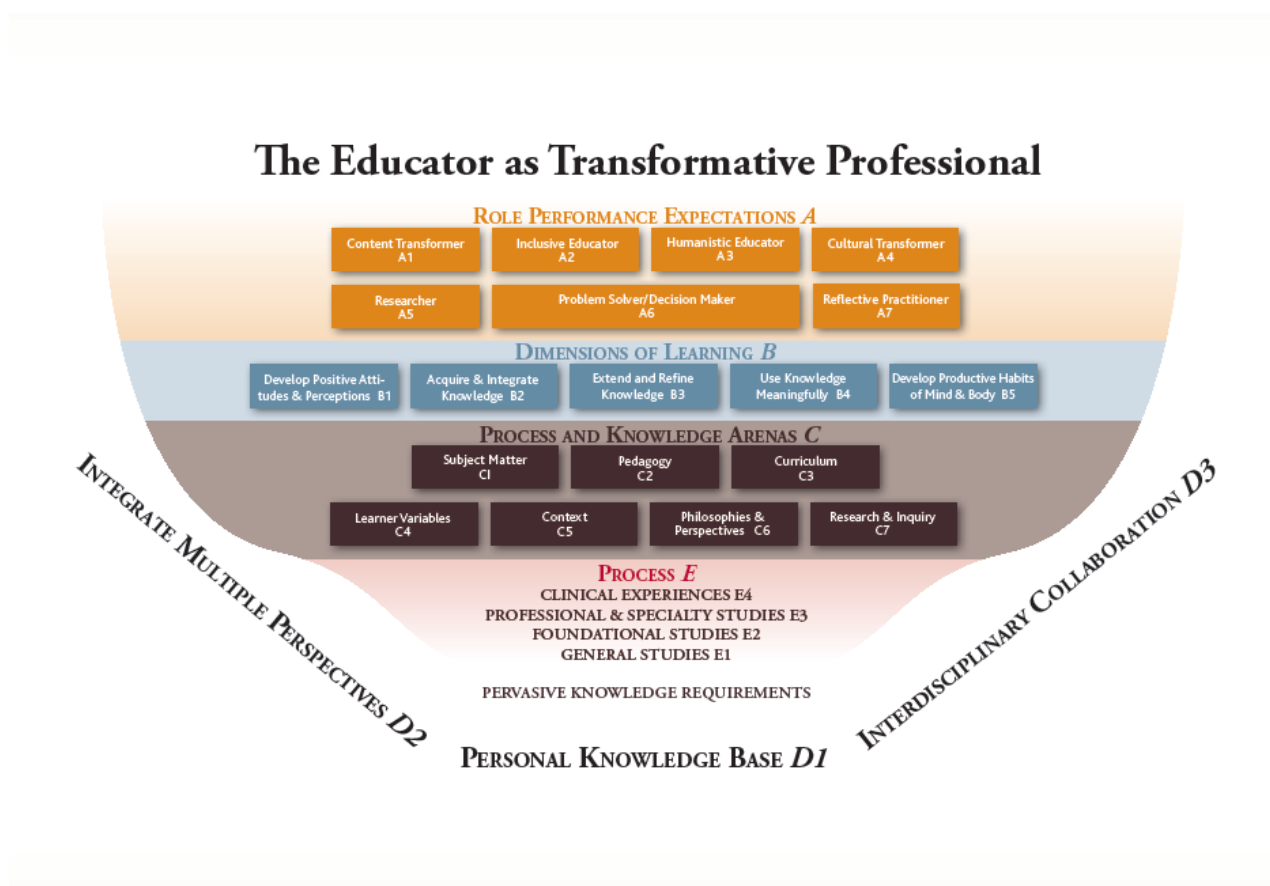 The Educator as Transformative Professional
Role Performance Expectations A
Content Transformer
A1
Inclusive Educator
A2
Humanistic Educator
A3
Cultural Transformer
A4
Researcher
A5
Problem Solver/Decision Maker
A6
Reflective Practitioner
A7
Dimensions of Learning B
Develop Positive Atti-
tudes & Perceptions B1
Acquire & Integrate
Knowledge B2
Extend and Refine
Knowledge B3
Use Knowledge
Meaningfully B4
Develop Productive Habits
of Mind & Body B5
Process and Knowledge Arenas C
Subject Matter
C1
Pedagogy
C2
Curriculum
C3
Learner Variables
C4
Context
C5
Philosophies &
Perspectives C6
Research & Inquiry
C7
Process E
CLINICAL EXPERIENCES E4
PROFESSIONAL & SPECIALTY STUDIES E3
FOUNDATIONAL STUDIES E2
GENERAL STUDIES E1
PERVASIVE KNOWLEDGE REQUIREMENTS
Integrate Multiple Perspectives D2
Personal Knowledge Base D1
Interdisciplinary Collaboration D3